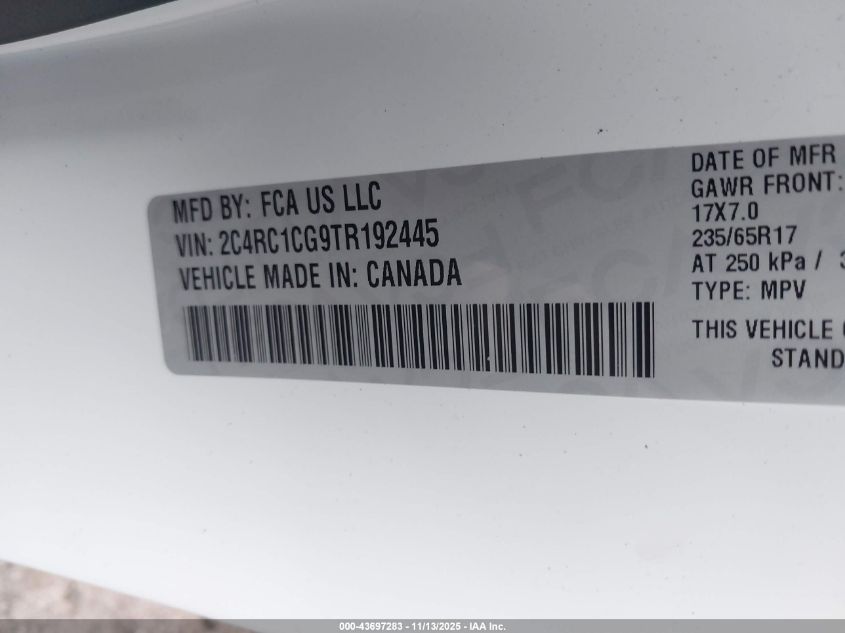 MFD BY: FCA US LLC
VIN: 2C4RC1CG9TR192445
VEHICLE MADE IN: CANADA
DATE OF MFR
GAWR FRONT:
17X7.0
235/65R17
AT 250 kPa /
TYPE: MPV
THIS VEHICLE
STAND
000-43697283 - 11/13/2025 - IAA Inc.